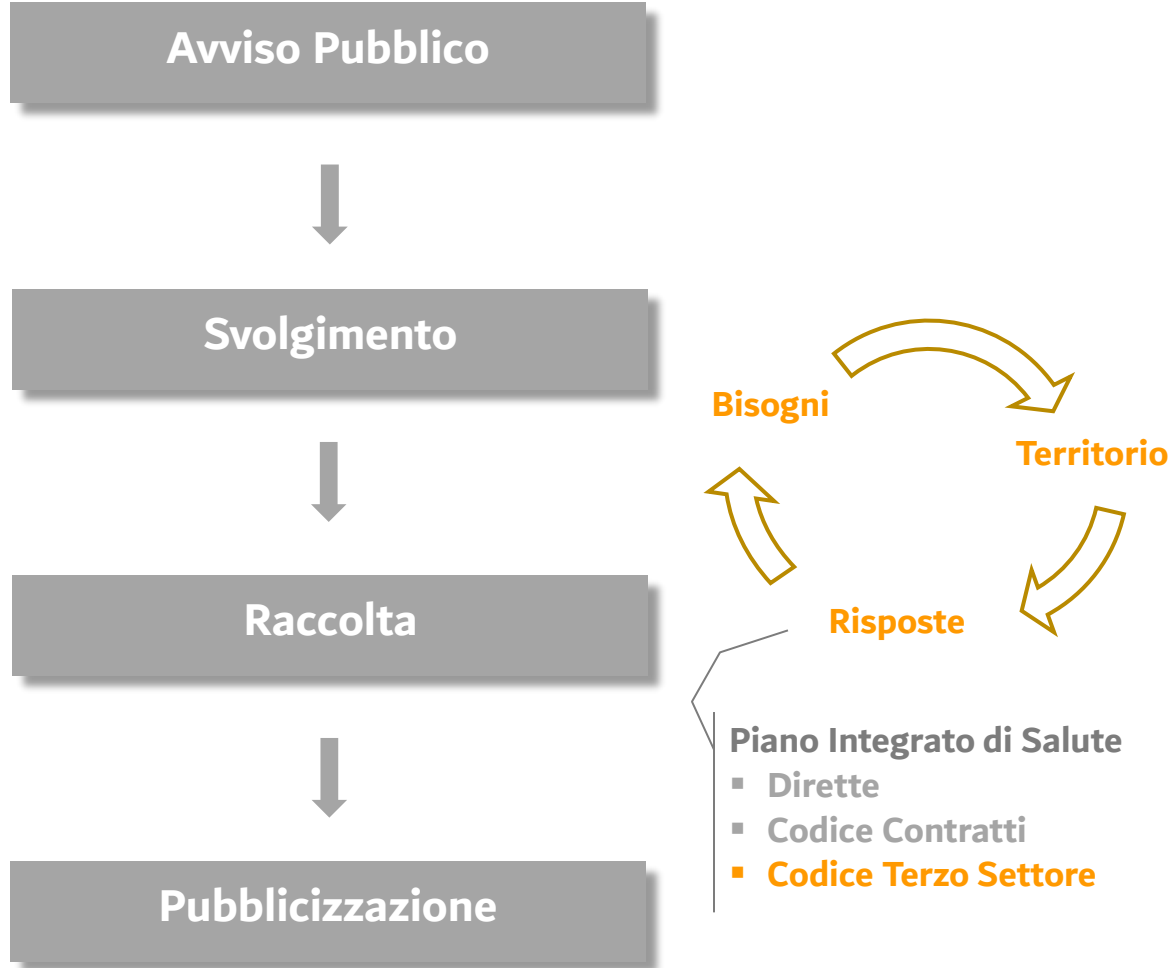 Avviso Pubblico
Svolgimento
Raccolta
Pubblicizzazione
Bisogni
Territorio
Risposte
Piano Integrato di Salute
▪ Dirette
▪ Codice Contratti
▪ Codice Terzo Settore